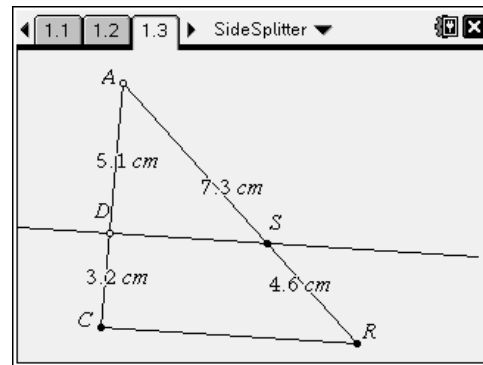 1.1 1.2 1.3 SideSplitter
A
5.1 cm
7.3 cm
D
S
3.2 cm
4.6 cm
C
R